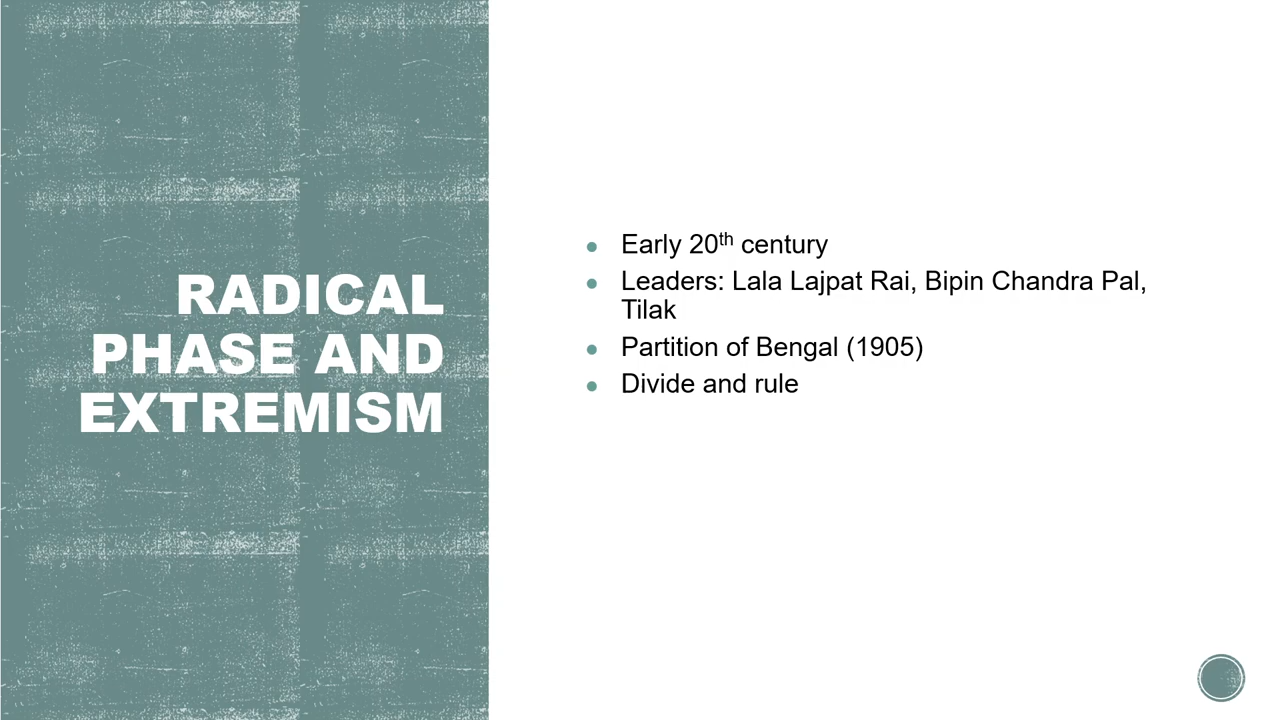 RADICAL
PHASE AND
EXTREMISM
• Early 20th century
• Leaders: Lala Lajpat Rai, Bipin Chandra Pal,
Tilak
• Partition of Bengal (1905)
• Divide and rule